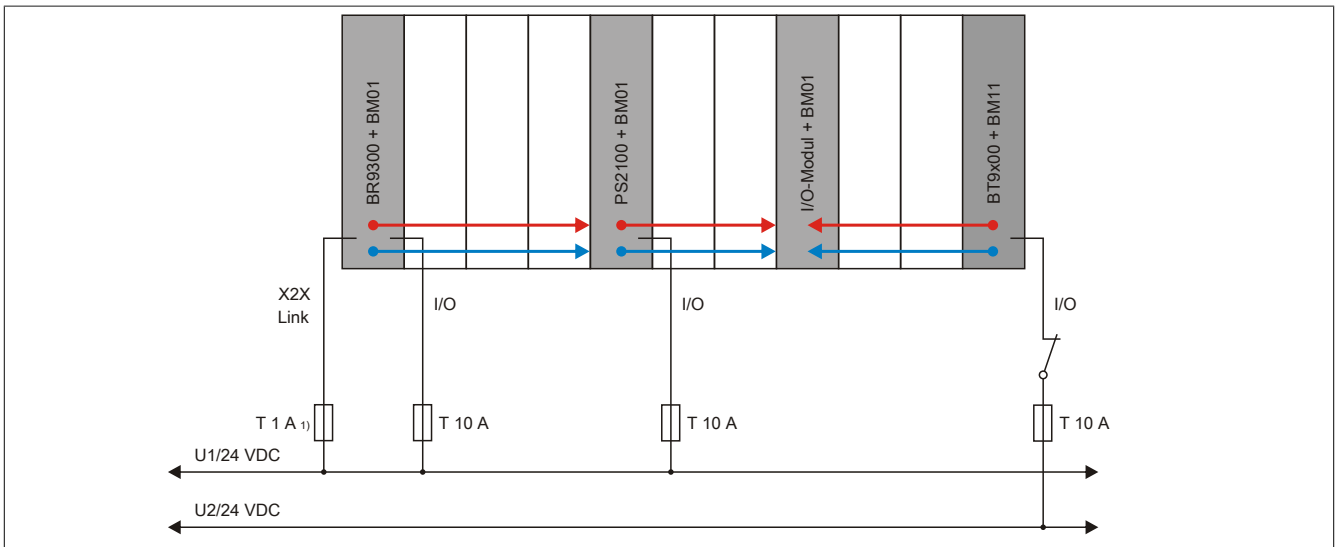 BR9300 + BM01
PS2100 + BM01
I/O-Modul + BM01
BT9x00 + BM11
X2X
Link
I/O
I/O
I/O
T 1 A 1)
T 10 A
T 10 A
T 10 A
U1/24 VDC
U2/24 VDC